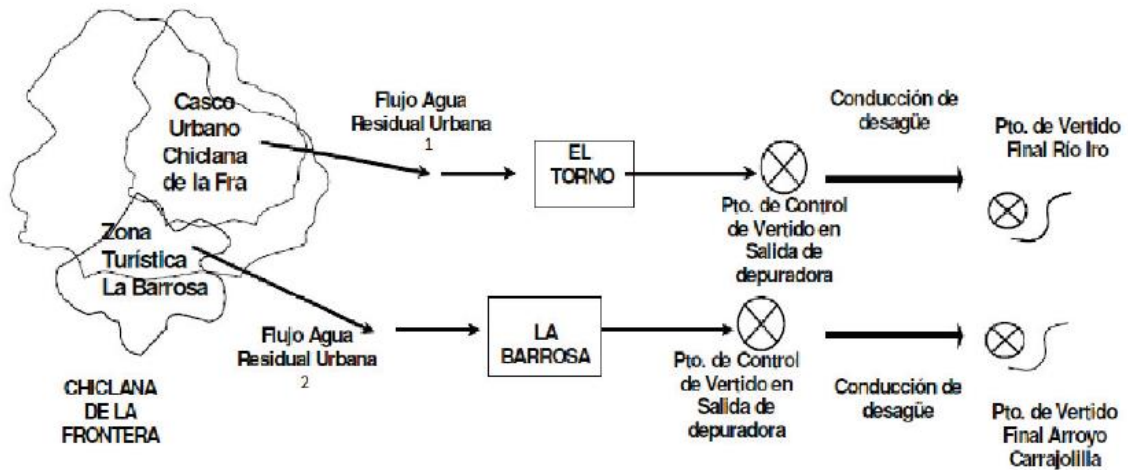 Casco
Urbano
Chiclana
de la Fra
Zona
Turística
La Barrosa
CHICLANA
DE LA
FRONTERA
Flujo Agua
Residual Urbana
1
EL
TORNO
Pto. de Control
de Vertido en
Salida de
depuradora
Conducción de
desagüe
Pto. de Vertido
Final Río Iro
Flujo Agua
Residual Urbana
2
LA
BARROSA
Pto. de Control
de Vertido en
Salida de
depuradora
Conducción de
desagüe
Pto. de Vertido
Final Arroyo
Carrajolilla